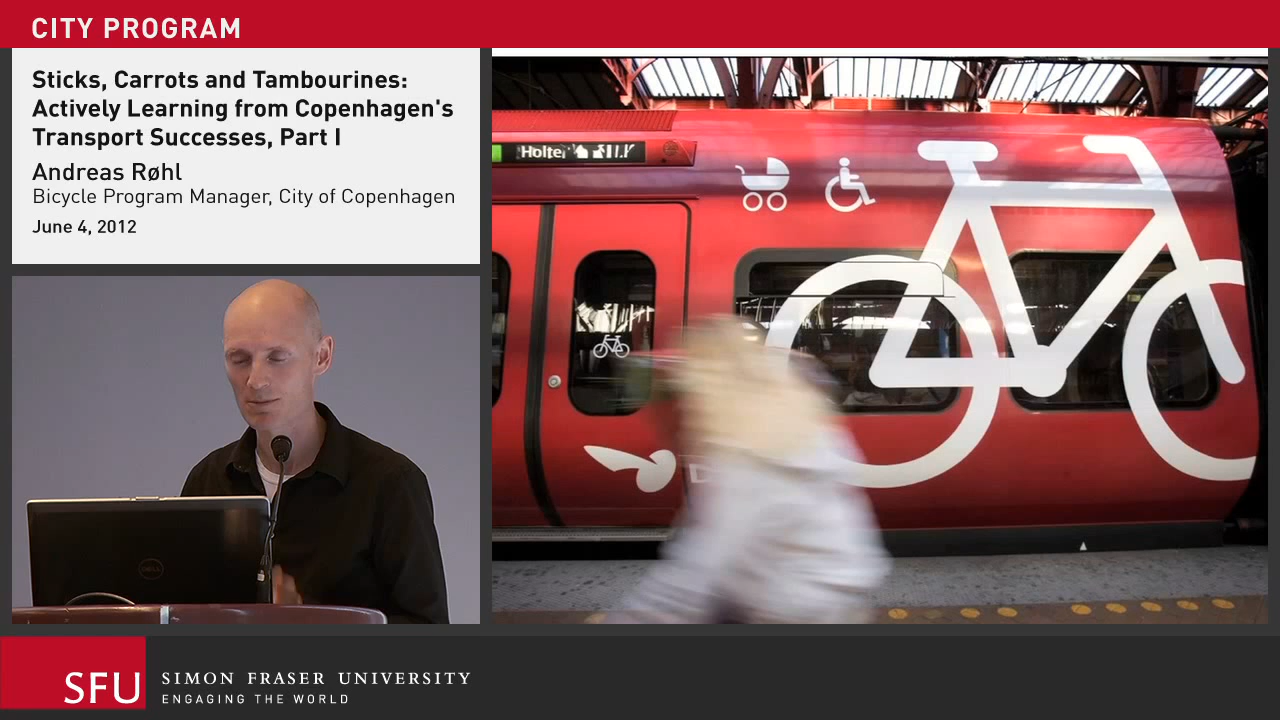 CITY PROGRAM
Sticks, Carrots and Tambourines:
Actively Learning from Copenhagen's
Transport Successes, Part I
Andreas Røhl
Bicycle Program Manager, City of Copenhagen
June 4, 2012
Holte
DELL
SFU
SIMON FRASER UNIVERSITY
ENGAGING THE WORLD